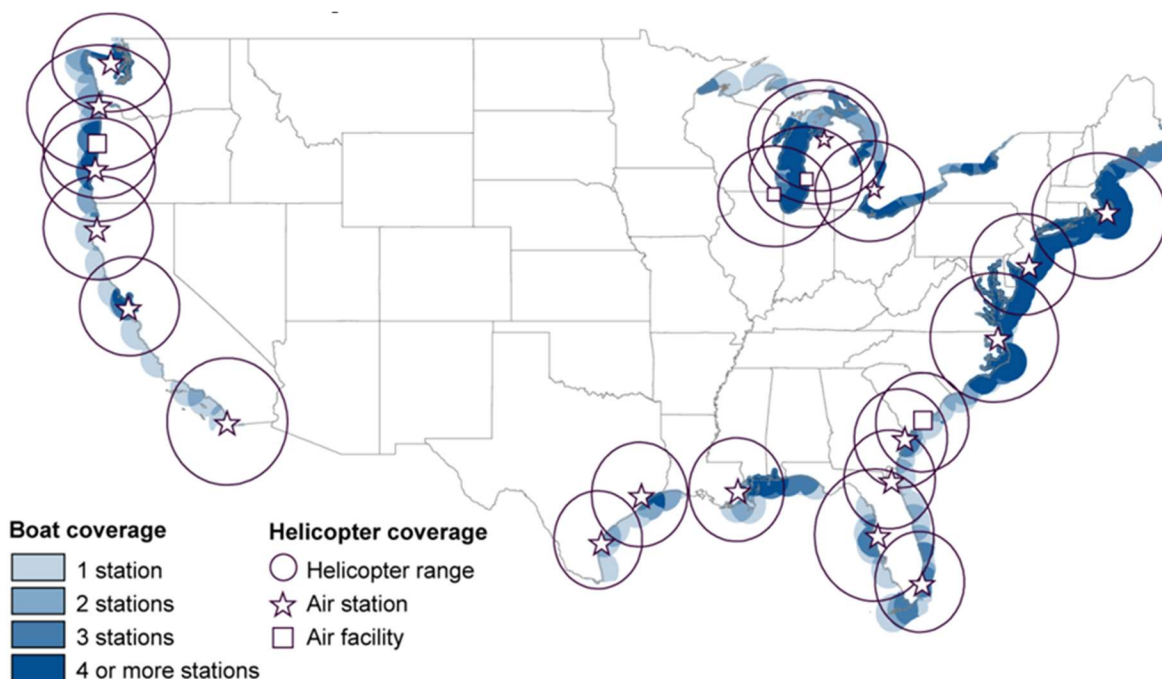 Boat coverage
1 station
2 stations
3 stations
4 or more stations
Helicopter coverage
Helicopter range
Air station
Air facility